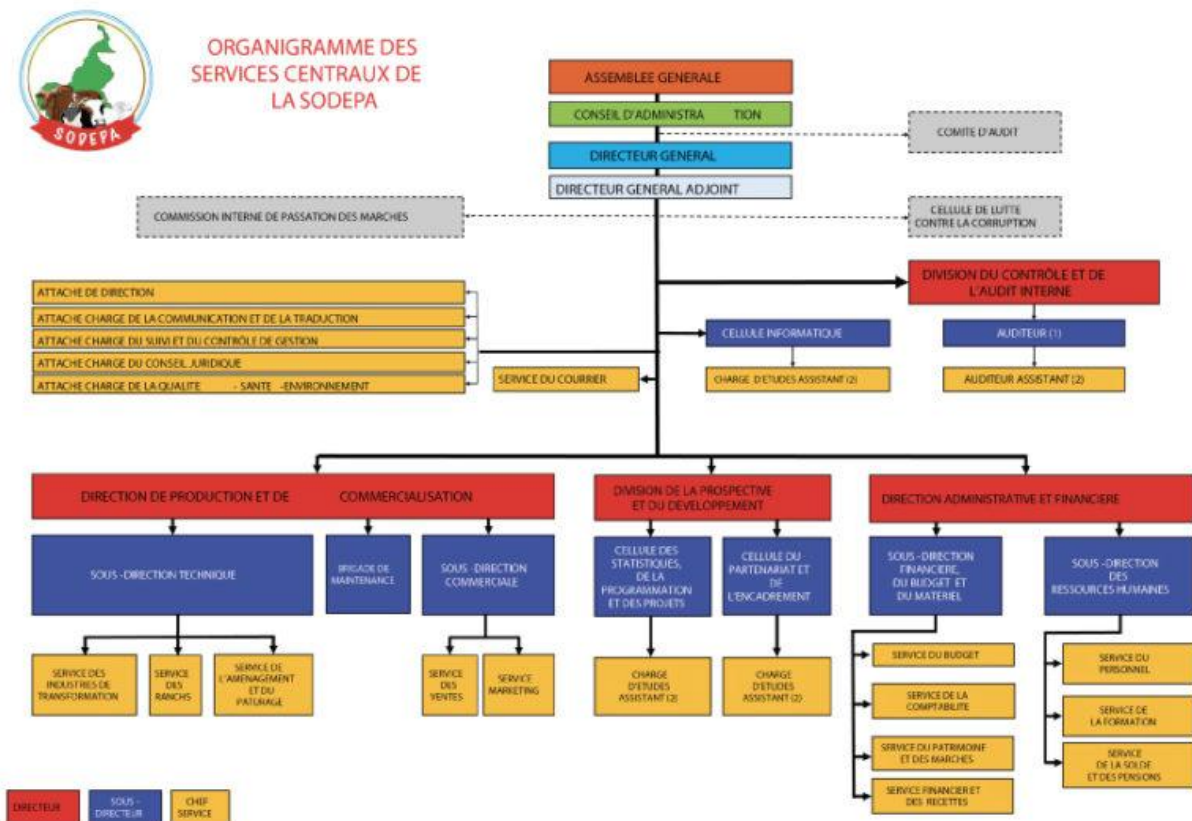 ORGANIGRAMME DES
SERVICES CENTRAUX DE
LA SODEPA
SODEPA
ASSEMBLEE GENERALE
CONSEIL D'ADMINISTRA TION
COMITE D'AUDIT
DIRECTEUR GENERAL
DIRECTEUR GENERAL ADJOINT
COMMISSION INTERNE DE PASSATION DES MARCHES
CELLULE DE LUTTE
CONTRE LA CORRUPTION
DIVISION DU CONTRÔLE ET DE
L'AUDIT INTERNE
ATTACHE DE DIRECTION
ATTACHE CHARGE DE LA COMMUNICATION ET DE LA TRADUCTION
ATTACHE CHARGE DU SUIVI ET DU CONTRÔLE DE GESTION
ATTACHE CHARGE DU CONSEIL JURIDIQUE
ATTACHE CHARGE DE LA QUALITE - SANTE -ENVIRONNEMENT
CELLULE INFORMATIQUE
AUDITEUR (1)
SERVICE DU COURRIER
CHARGE D'ETUDES ASSISTANT (2)
AUDITEUR ASSISTANT (2)
DIRECTION DE PRODUCTION ET DE COMMERCIALISATION
DIVISION DE LA PROSPECTIVE
ET DU DEVELOPPEMENT
DIRECTION ADMINISTRATIVE ET FINANCIERE
SOUS -DIRECTION TECHNIQUE
BRIGADE DE
MAINTENANCE
SOUS -DIRECTION
COMMERCIALE
CELLULE DES
STATISTIQUES,
DE LA
PROGRAMMATION
ET DES PROJETS
CELLULE DU
PARTENARIAT ET
DE
L'ENCADREMENT
SOUS -DIRECTION
FINANCIERE,
DU BUDGET ET
DU MATERIEL
SOUS -DIRECTION
DES
RESSOURCES HUMAINES
SERVICE DES
INDUSTRIES DE
TRANSFORMATION
SERVICE
DES
RANCHS
SERVICE DE
L'AMENAGEMENT
ET DU
PATURAGE
SERVICE
DES
VENTES
SERVICE
MARKETING
CHARGE
D'ETUDES
ASSISTANT (2)
CHARGE
D'ETUDES
ASSISTANT (2)
SERVICE DU BUDGET
SERVICE DE LA
COMPTABILITE
SERVICE DU PATRIMOINE
ET DES MARCHES
SERVICE FINANCIER ET
DES RECETTES
SERVICE DU
PERSONNEL
SERVICE DE
LA FORMATION
SERVICE
DE LA SOLDE
ET DES PENSIONS
DIRECTEUR
SOUS -
DIRECTEUR
CHEF
SERVICE